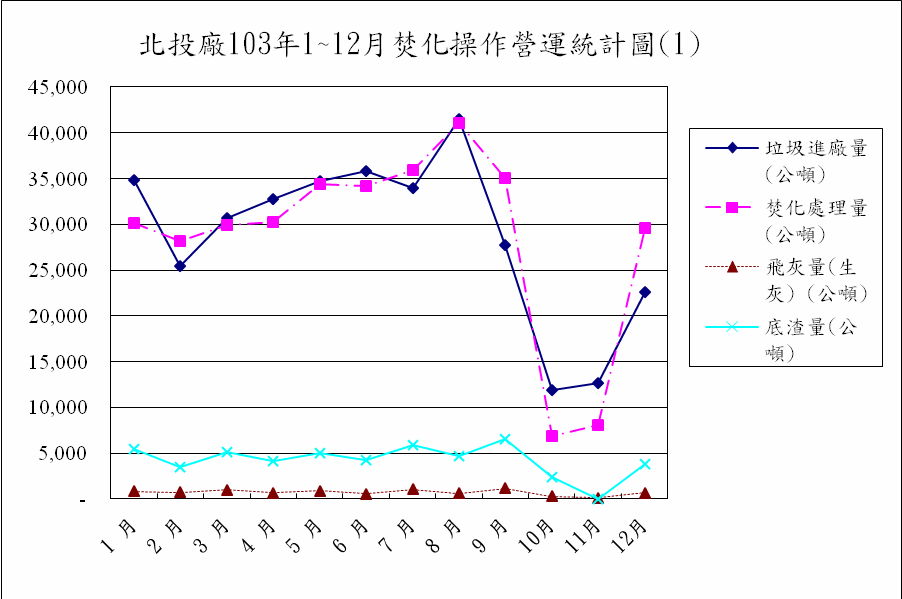 北投廠103年1~12月焚化操作營運統計圖(1)
45,000
40,000
35,000
30,000
25,000
20,000
15,000
10,000
5,000
-
1月
2月
3月
4月
5月
6月
7月
8月
9月
10月
11月
12月
垃圾進廠量
(公噸)
焚化處理量
(公噸)
飛灰量(生
灰)(公噸)
底渣量(公
噸)